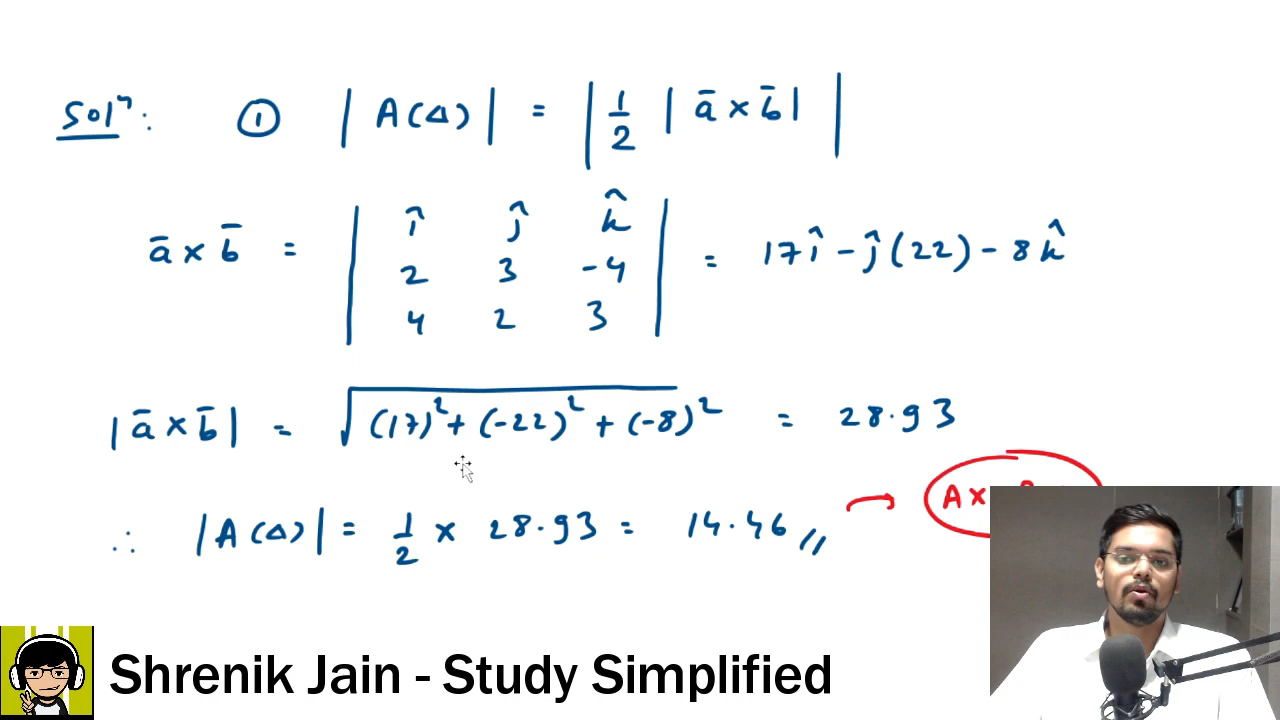 Solⁿ: ① |A(Δ)| = |1/2 |a̅ × b̅||
a̅ × b̅ = | î ĵ k̂ | = 17î - ĵ(22) - 8k̂
2 3 -4
4 2 3
|a̅ × b̅| = √(17)² + (-22)² + (-8)² = 28.93
∴ |A(Δ)| = 1/2 × 28.93 = 14.46 //
→ A×
Shrenik Jain - Study Simplified